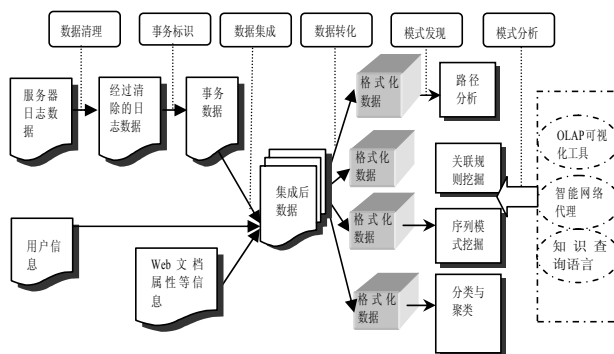 数据清理
事务标识
数据集成
数据转化
模式发现
模式分析
服务器
日志数
据
经过清
除的日
志数据
事务
数据
格式化
数据
路径
分析
OLAP可视
化工具
格式化
数据
关联规
则挖掘
集成后
数据
智能网络
代理
格式化
数据
序列模
式挖掘
用户信
息
Web 文档
属性等信
息
知 识 查
询语言
格式化
数据
分类与
聚类